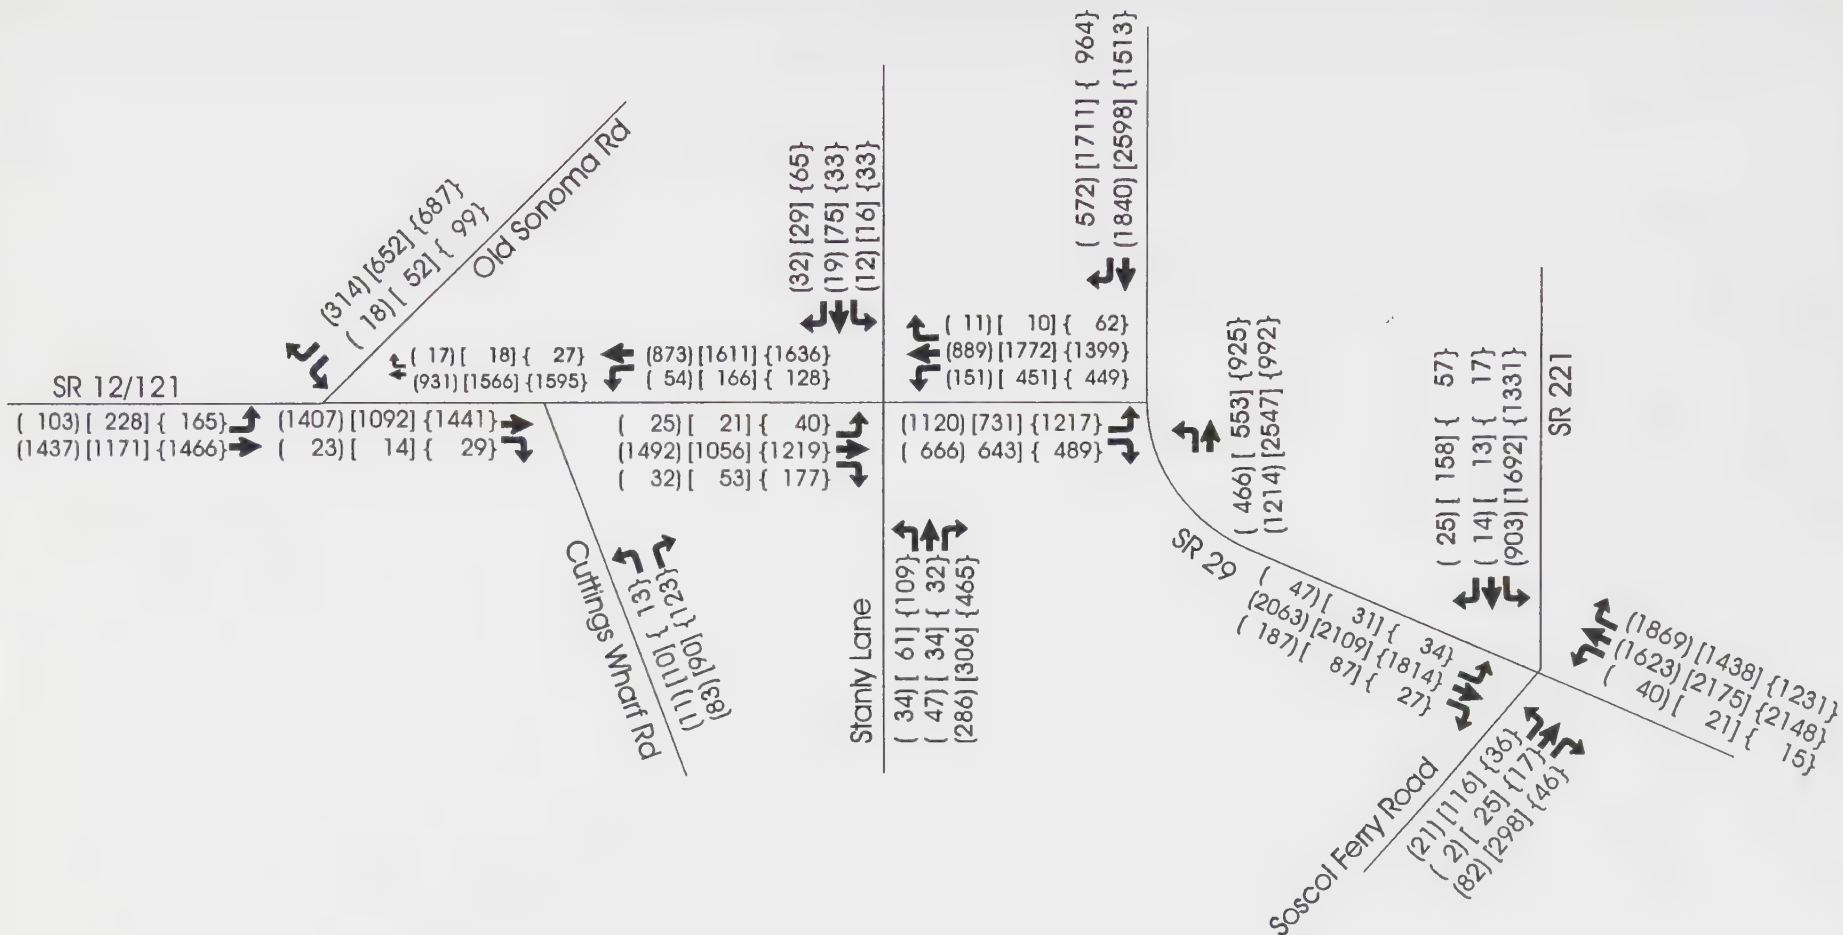 SR 12/121
( 103) [ 228] { 165}
(1437) [1171] {1466}
(314) [652] {687}
( 18) [ 52] { 99}
Old Sonoma Rd
( 17) [ 18] { 27}
(931) [1566] {1595}
(1407) [1092] {1441}
( 23) [ 14] { 29}
Cuttings Wharf Rd
(11) [10] { 13}
(83) [90] {123}
(873) [1611] {1636}
( 54) [ 166] { 128}
( 25) [ 21] { 40}
(1492) [1056] {1219}
( 32) [ 53] { 177}
(32) [29] {65}
(19) [75] {33}
(12) [16] {33}
Stanly Lane
( 34) [ 61] {109}
( 47) [ 34] { 32}
(286) [306] {465}
( 11) [ 10] { 62}
(889) [1772] {1399}
(151) [ 451] { 449}
(1120) [731] {1217}
( 666) 643] { 489}
( 572) [1711] { 964}
(1840) [2598] {1513}
( 466) [ 553] {925}
(1214) [2547] {992}
SR 29
( 47) [ 31] { 34}
(2063) [2109] {1814}
( 187) [ 87] { 27}
( 25) [ 158] { 57}
( 14) [ 13] { 17}
(903) [1692] {1331}
SR 221
(1869) [1438] {1231}
(1623) [2175] {2148}
( 40) [ 21] { 15}
Soscol Ferry Road
(21) [116] {36}
( 2) [ 25] {17}
(82) [298] {46}